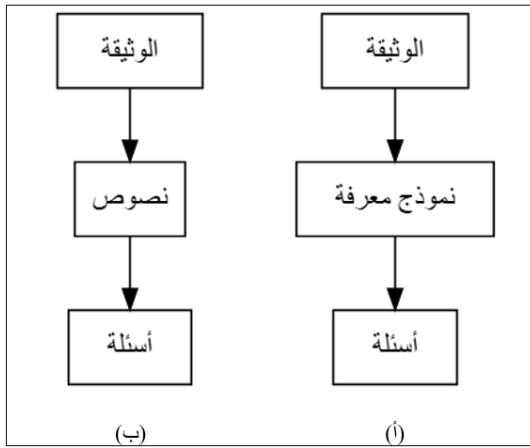 الوثيقة
نموذج معرفة
أسئلة
(أ)
الوثيقة
نصوص
أسئلة
(ب)